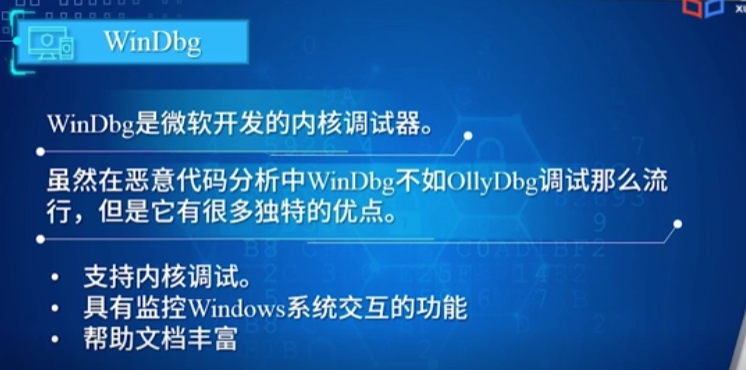 WinDbg
WinDbg是微软开发的内核调试器。
虽然在恶意代码分析中WinDbg不如OllyDbg调试那么流
行，但是它有很多独特的优点。
• 支持内核调试。
• 具有监控Windows系统交互的功能
• 帮助文档丰富